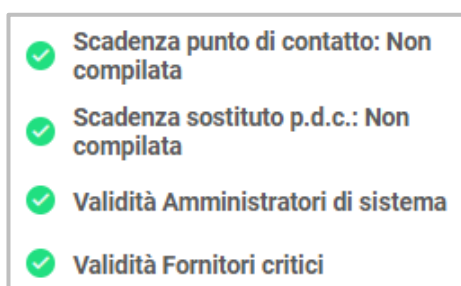 Scadenza punto di contatto: Non
compilata
Scadenza sostituto p.d.c.: Non
compilata
Validità Amministratori di sistema
Validità Fornitori critici